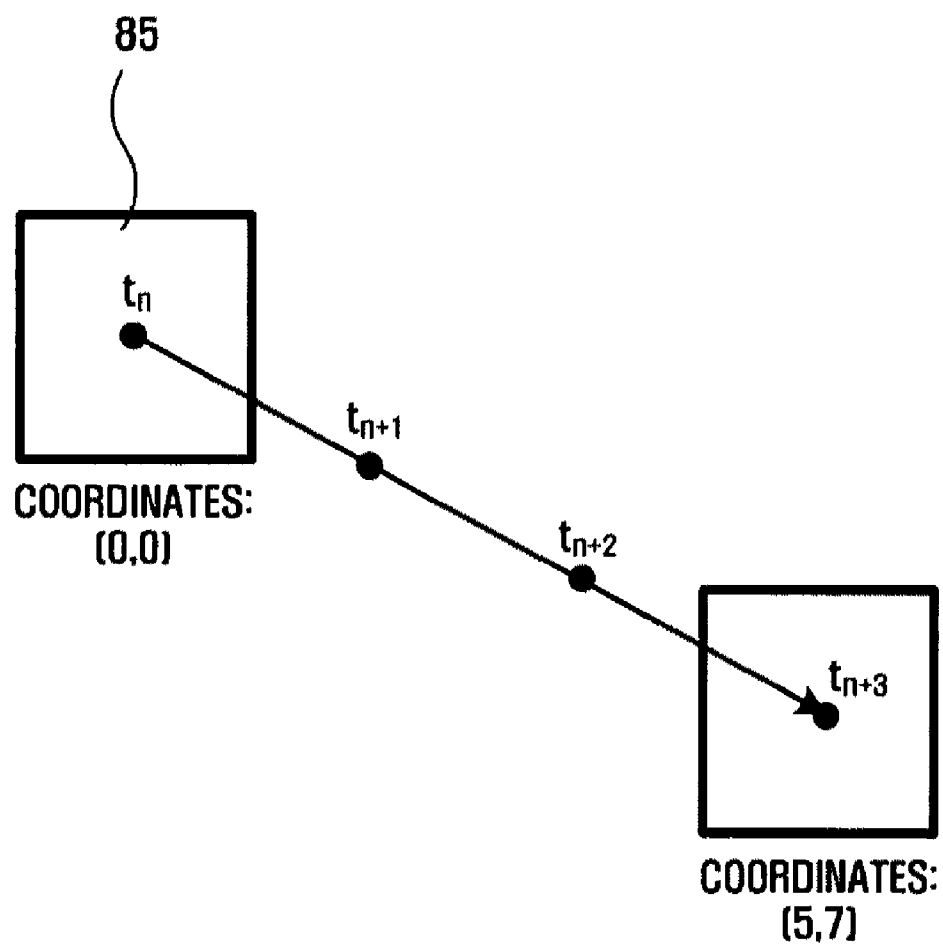 85
tn
tn+1
COORDINATES:
(0,0)
tn+2
tn+3
COORDINATES:
(5,7)